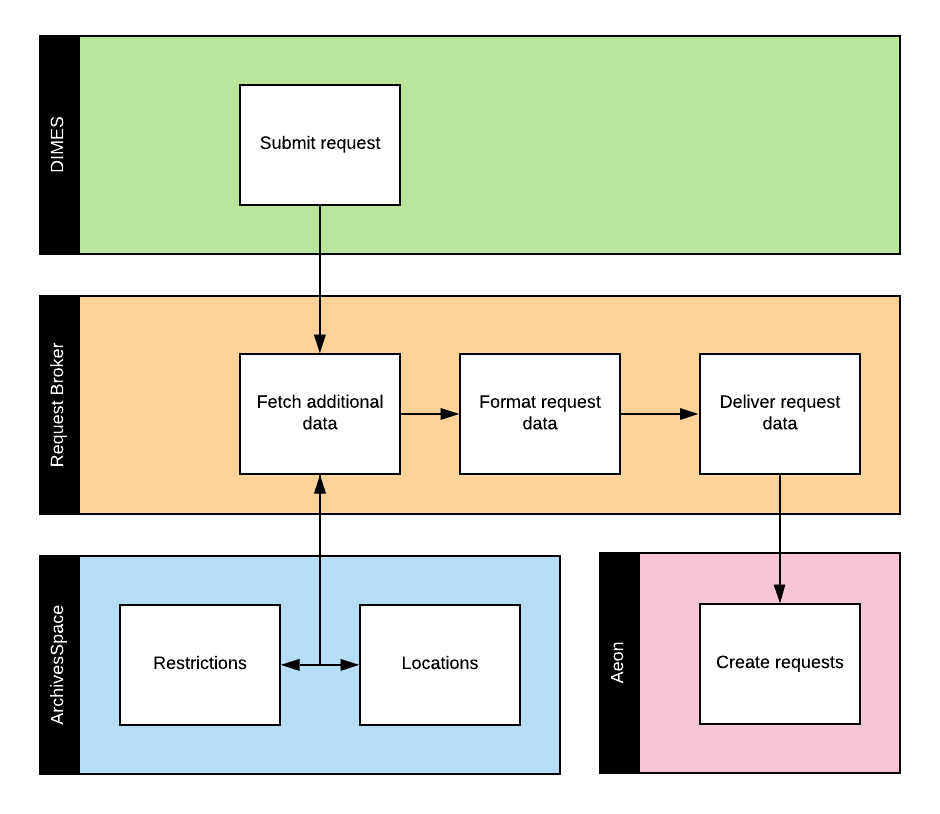 DIMES
Submit request
Request Broker
Fetch additional
data
Format request
data
Deliver request
data
ArchivesSpace
Restrictions
Locations
Aeon
Create requests